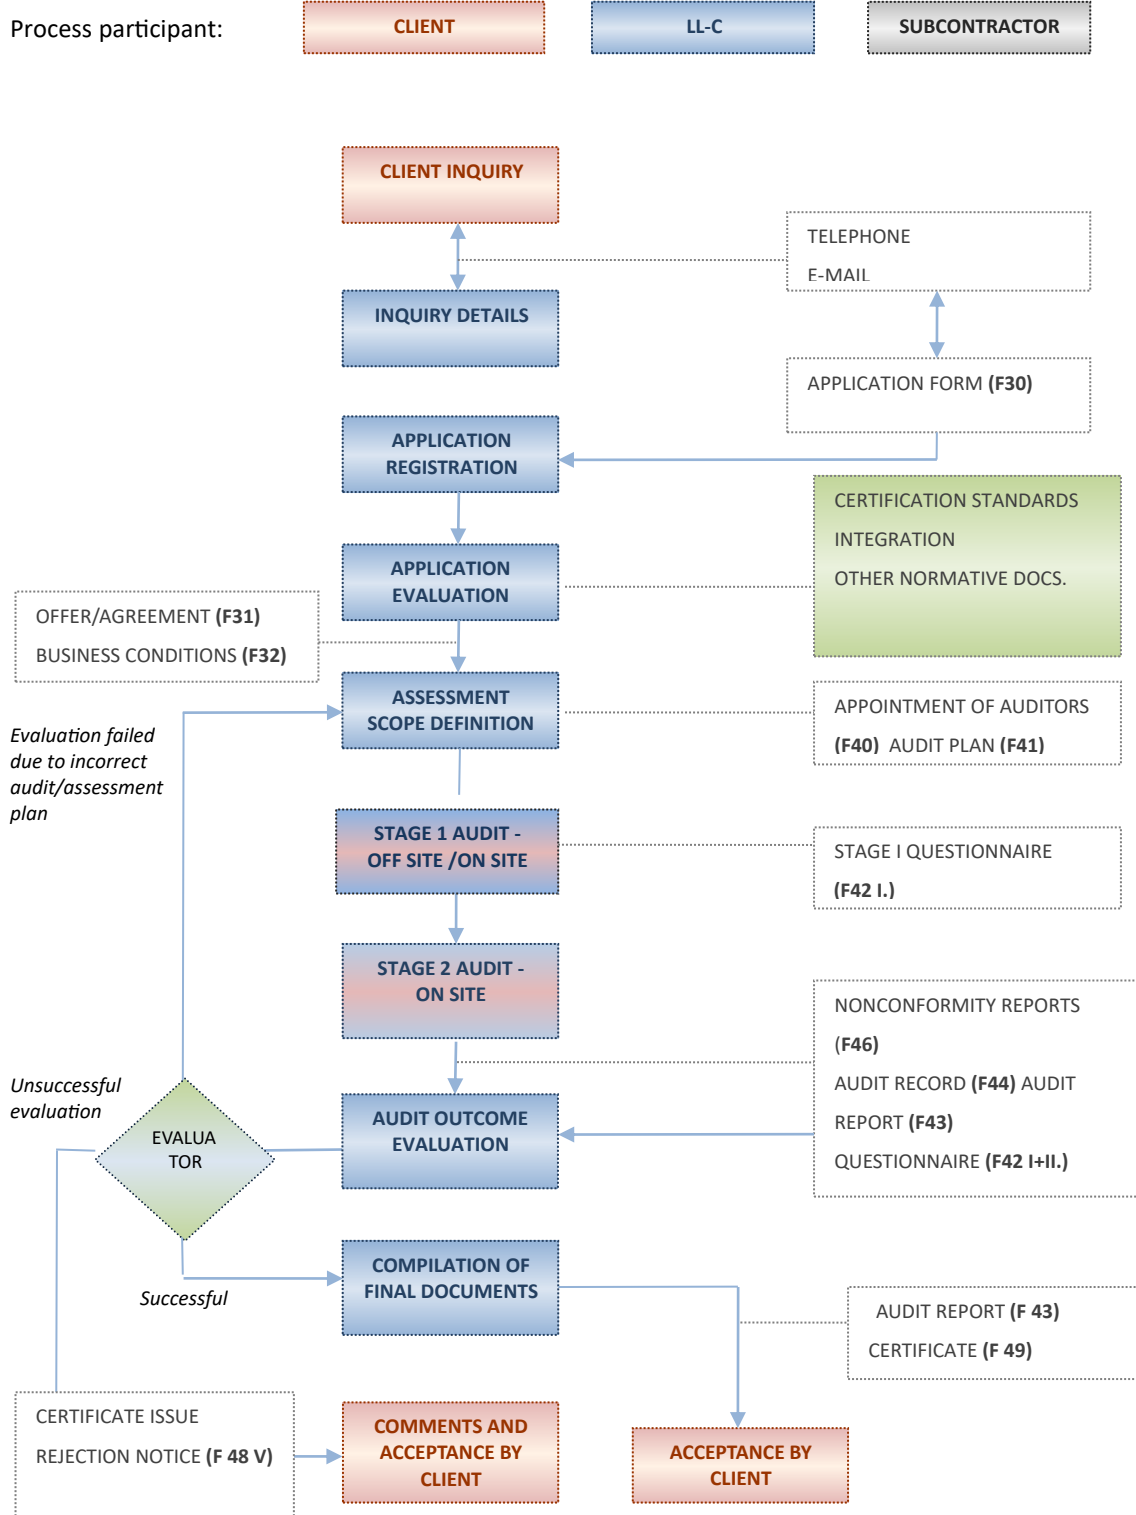 Process participant:
CLIENT
LL-C
SUBCONTRACTOR
CLIENT INQUIRY
TELEPHONE
E-MAIL
INQUIRY DETAILS
APPLICATION FORM (F30)
APPLICATION
REGISTRATION
CERTIFICATION STANDARDS
INTEGRATION
OTHER NORMATIVE DOCS.
APPLICATION
EVALUATION
OFFER/AGREEMENT (F31)
BUSINESS CONDITIONS (F32)
ASSESSMENT
SCOPE DEFINITION
APPOINTMENT OF AUDITORS
(F40) AUDIT PLAN (F41)
Evaluation failed
due to incorrect
audit/assessment
plan
STAGE 1 AUDIT -
OFF SITE /ON SITE
STAGE I QUESTIONNAIRE
(F42 I.)
STAGE 2 AUDIT -
ON SITE
NONCONFORMITY REPORTS
(F46)
AUDIT RECORD (F44) AUDIT
REPORT (F43)
QUESTIONNAIRE (F42 I+II.)
Unsuccessful
evaluation
EVALUA
TOR
AUDIT OUTCOME
EVALUATION
COMPILATION OF
FINAL DOCUMENTS
Successful
AUDIT REPORT (F 43)
CERTIFICATE (F 49)
CERTIFICATE ISSUE
REJECTION NOTICE (F 48 V)
COMMENTS AND
ACCEPTANCE BY
CLIENT
ACCEPTANCE BY
CLIENT